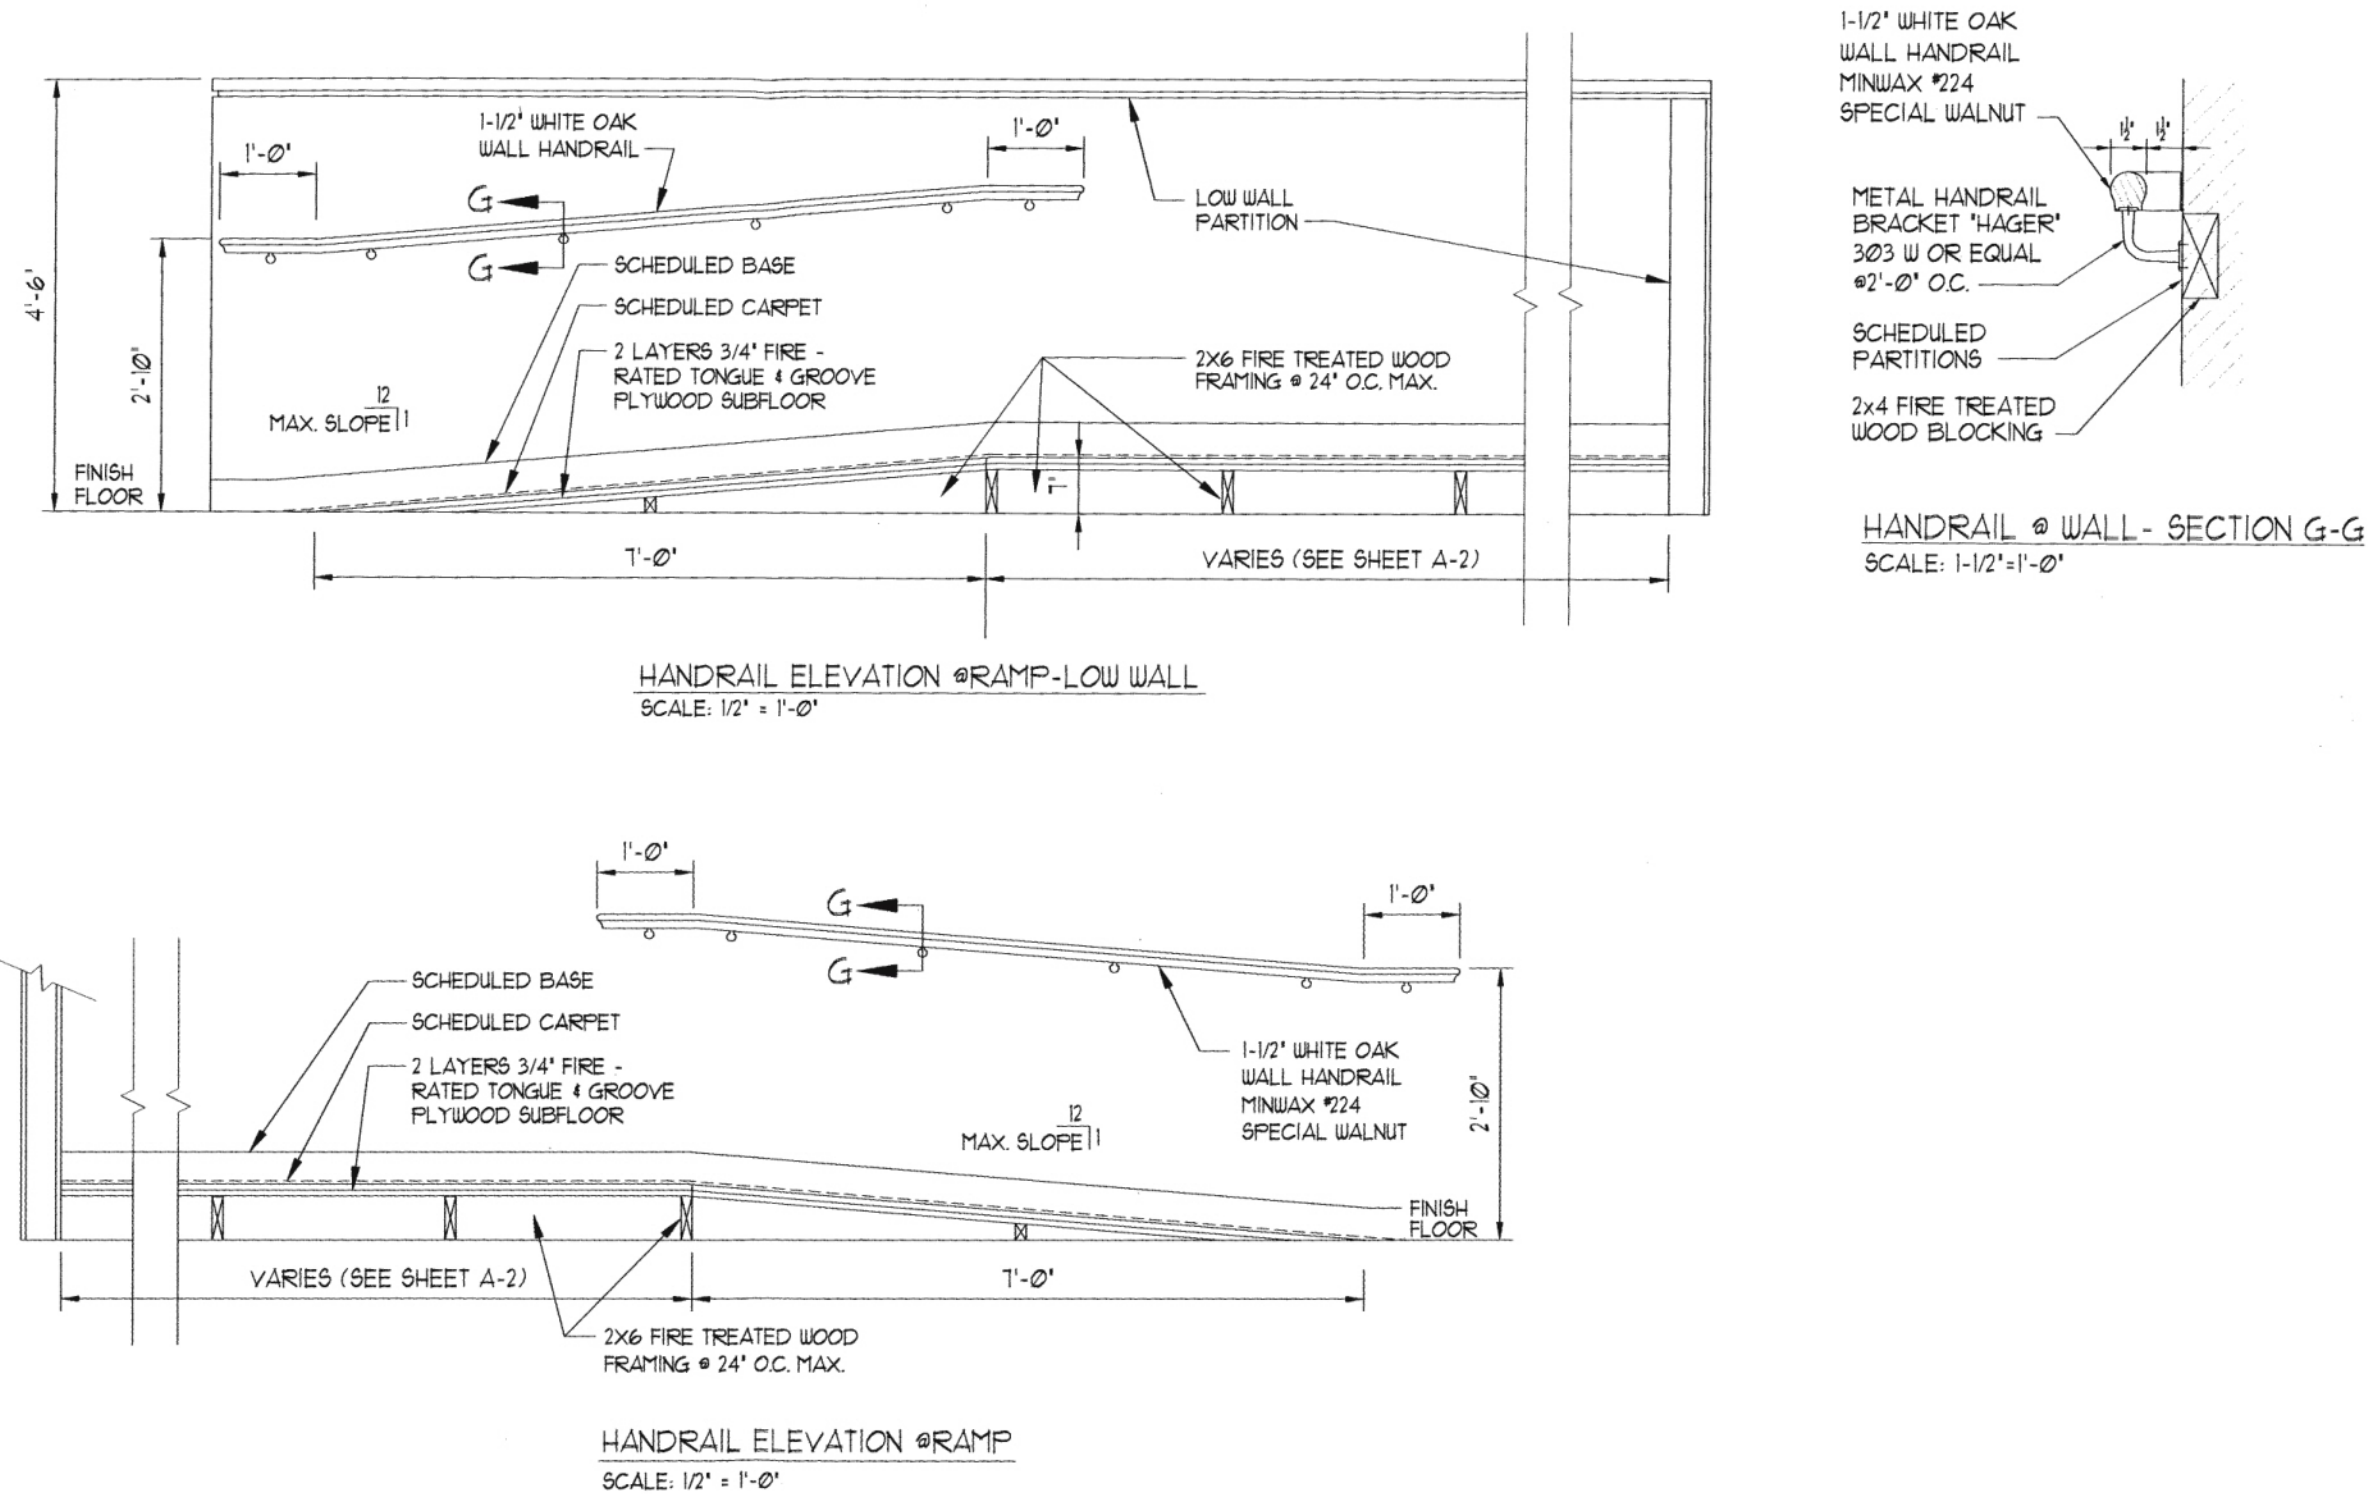 4'-6"
1'-0"
1-1/2" WHITE OAK
WALL HANDRAIL
1'-0"
G
G
LOW WALL
PARTITION
SCHEDULED BASE
SCHEDULED CARPET
2 LAYERS 3/4" FIRE -
RATED TONGUE & GROOVE
PLYWOOD SUBFLOOR
2X6 FIRE TREATED WOOD
FRAMING @ 24" O.C. MAX.
2'-10"
12
MAX. SLOPE 1
FINISH
FLOOR
7"
7'-0"
VARIES (SEE SHEET A-2)
HANDRAIL ELEVATION @RAMP-LOW WALL
SCALE: 1/2" = 1'-0"
1-1/2" WHITE OAK
WALL HANDRAIL
MINWAX #224
SPECIAL WALNUT
1½" 1½"
METAL HANDRAIL
BRACKET "HAGER"
303 W OR EQUAL
@2'-0" O.C.
SCHEDULED
PARTITIONS
2x4 FIRE TREATED
WOOD BLOCKING
HANDRAIL @ WALL- SECTION G-G
SCALE: 1-1/2"=1'-0"
1'-0"
G
G
1'-0"
SCHEDULED BASE
SCHEDULED CARPET
2 LAYERS 3/4" FIRE -
RATED TONGUE & GROOVE
PLYWOOD SUBFLOOR
1-1/2" WHITE OAK
WALL HANDRAIL
MINWAX #224
SPECIAL WALNUT
12
MAX. SLOPE 1
2'-10"
FINISH
FLOOR
VARIES (SEE SHEET A-2)
7'-0"
2X6 FIRE TREATED WOOD
FRAMING @ 24" O.C. MAX.
HANDRAIL ELEVATION @RAMP
SCALE: 1/2" = 1'-0"